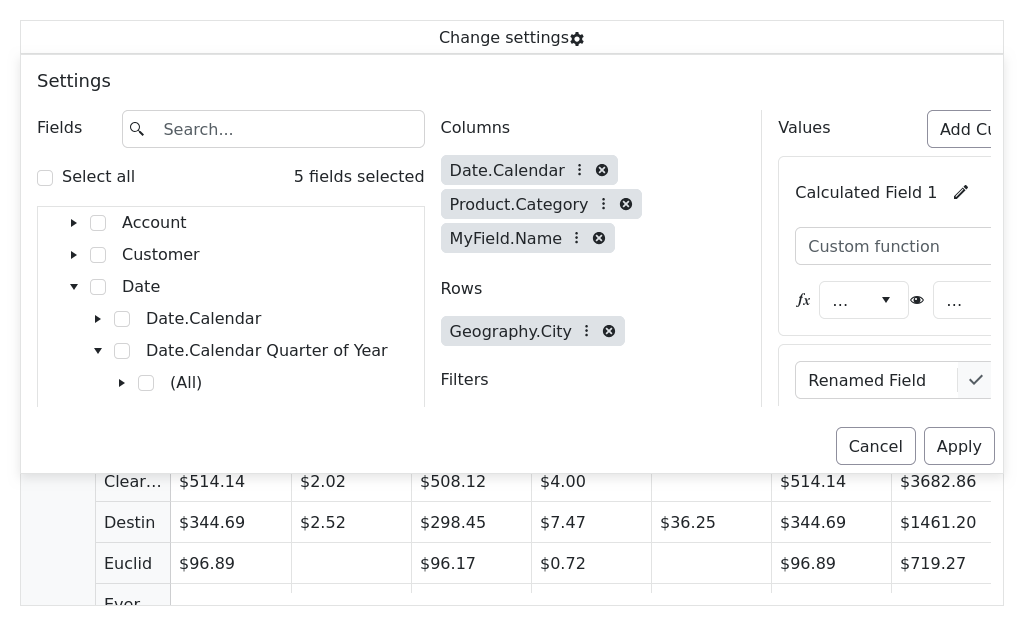 Change settings
Settings
Fields
Search...
Select all
5 fields selected
Account
Customer
Date
Date.Calendar
Date.Calendar Quarter of Year
(All)
Columns
Date.Calendar
Product.Category
MyField.Name
Rows
Geography.City
Filters
Values
Add Cu
Calculated Field 1
Custom function
fx
...
...
Renamed Field
Cancel
Apply
Clear... $514.14 $2.02 $508.12 $4.00 $514.14 $3682.86
Destin $344.69 $2.52 $298.45 $7.47 $36.25 $344.69 $1461.20
Euclid $96.89 $96.17 $0.72 $96.89 $719.27